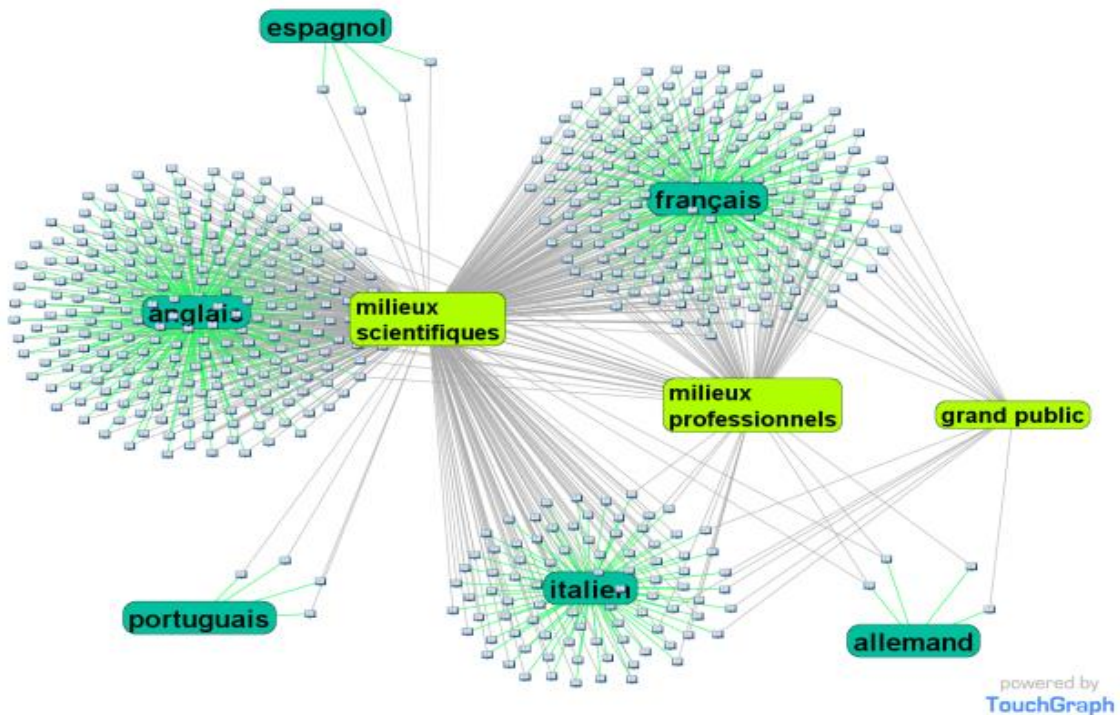 espagnol
français
anglais
milieux
scientifiques
milieux
professionnels
grand public
italien
portuguais
allemand
powered by
TouchGraph